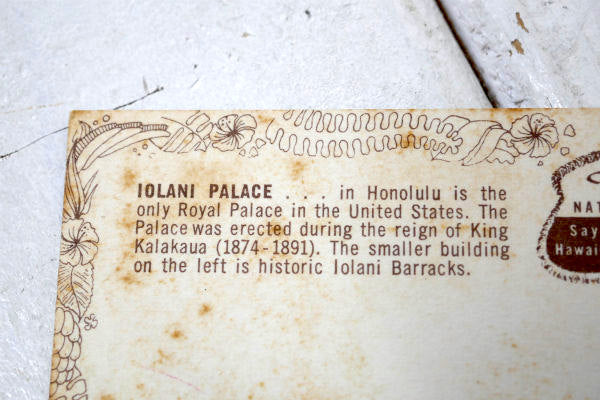 IOLANI PALACE . . . in Honolulu is the
only Royal Palace in the United States. The
Palace was erected during the reign of King
Kalakaua (1874-1891). The smaller building
on the left is historic Iolani Barracks.
NAT
Say
Hawaii